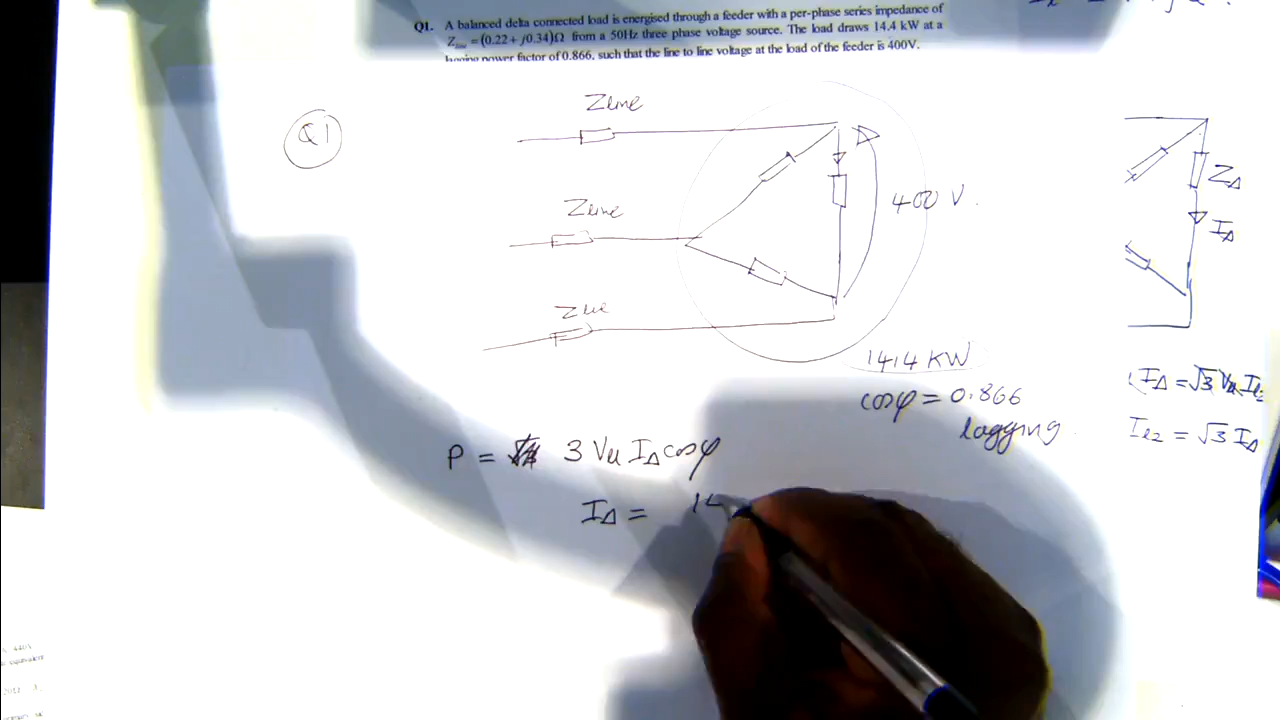 Q1. A balanced delta connected load is energised through a feeder with a per-phase series impedance of
Zline = (0.22 + j0.34)Ω from a 50Hz three phase voltage source. The load draws 14.4 kW at a
lagging power factor of 0.866, such that the line to line voltage at the load of the feeder is 400V.
Q1
Zline
Zline
Zline
400 V.
ZΔ
IΔ
14.4 KW
cosφ = 0.866
lagging
IΔ = √3
Il2 = √3 IΔ
P = 3 Vll IΔ cosφ
IΔ = 14